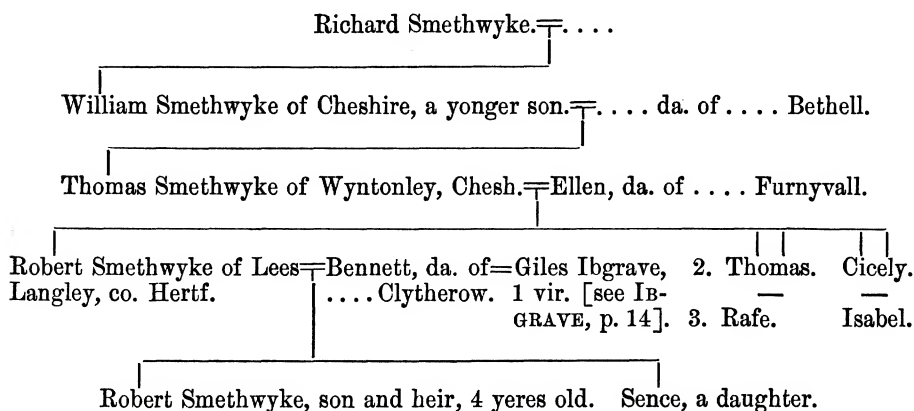 Richard Smethwyke.=....
William Smethwyke of Cheshire, a yonger son.=.... da. of .... Bethell.
Thomas Smethwyke of Wyntonley, Chesh.=Ellen, da. of .... Furnyvall.
Robert Smethwyke of Lees=Bennett, da. of=Giles Ibgrave, 2. Thomas. Cicely.
Langley, co. Hertf. ....Clytherow. 1 vir. [see IB-
GRAVE, p. 14]. 3. Rafe. Isabel.
Robert Smethwyke, son and heir, 4 yeres old. Sence, a daughter.